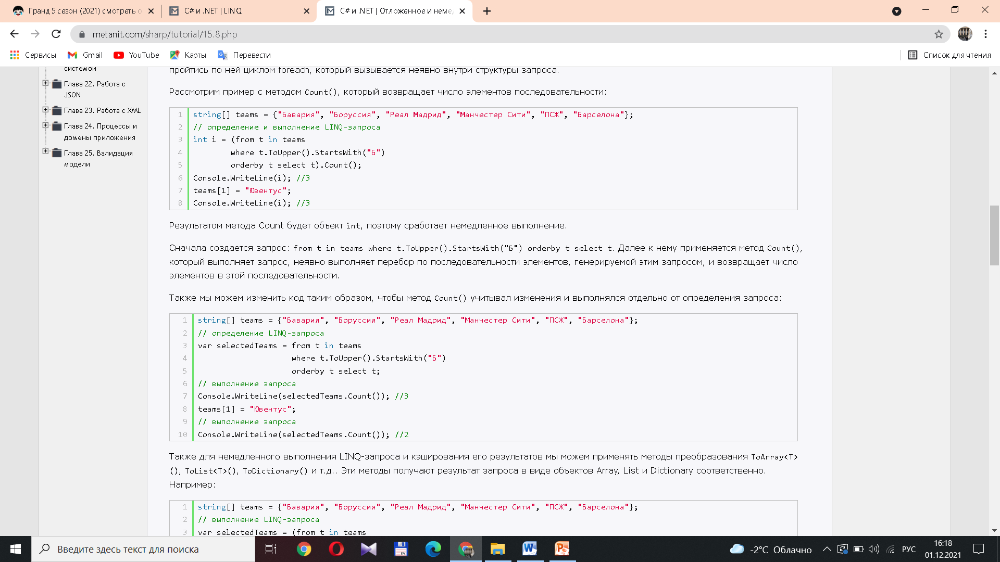 Гранд 5 сезон (2021) смотреть о
C# и .NET | LINQ
C# и .NET | Отложенное и неме
metanit.com/sharp/tutorial/15.8.php
Сервисы
Gmail
YouTube
Карты
Перевести
Список для чтения
системой
Глава 22. Работа с
JSON
Глава 23. Работа с XML
Глава 24. Процессы и
домены приложения
Глава 25. Валидация
модели
пройтись по ней циклом foreach, который вызывается неявно внутри структуры запроса.
Рассмотрим пример с методом Count(), который возвращает число элементов последовательности:
1 string[] teams = {"Бавария", "Боруссия", "Реал Мадрид", "Манчестер Сити", "ПСЖ", "Барселона"};
2 // определение и выполнение LINQ-запроса
3 int i = (from t in teams
4         where t.ToUpper().StartsWith("Б")
5         orderby t select t).Count();
6 Console.WriteLine(i); //3
7 teams[1] = "Ювентус";
8 Console.WriteLine(i); //3
Результатом метода Count будет объект int, поэтому сработает немедленное выполнение.
Сначала создается запрос: from t in teams where t.ToUpper().StartsWith("Б") orderby t select t. Далее к нему применяется метод Count(),
который выполняет запрос, неявно выполняет перебор по последовательности элементов, генерируемой этим запросом, и возвращает число
элементов в этой последовательности.
Также мы можем изменить код таким образом, чтобы метод Count() учитывал изменения и выполнялся отдельно от определения запроса:
1 string[] teams = {"Бавария", "Боруссия", "Реал Мадрид", "Манчестер Сити", "ПСЖ", "Барселона"};
2 // определение LINQ-запроса
3 var selectedTeams = from t in teams
4                     where t.ToUpper().StartsWith("Б")
5                     orderby t select t;
6 // выполнение запроса
7 Console.WriteLine(selectedTeams.Count()); //3
8 teams[1] = "Ювентус";
9 // выполнение запроса
10 Console.WriteLine(selectedTeams.Count()); //2
Также для немедленного выполнения LINQ-запроса и кэширования его результатов мы можем применять методы преобразования ToArray<T>
(), ToList<T>(), ToDictionary() и т.д.. Эти методы получают результат запроса в виде объектов Array, List и Dictionary соответственно.
Например:
1 string[] teams = {"Бавария", "Боруссия", "Реал Мадрид", "Манчестер Сити", "ПСЖ", "Барселона"};
2 // выполнение LINQ-запроса
3 var selectedTeams = (from t in teams
Введите здесь текст для поиска
-2°C Облачно
РУС
16:18
01.12.2021